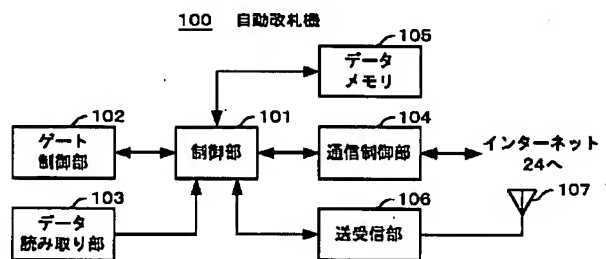 100 自動改札機
105
データ
メモリ
102
ゲート
制御部
101
制御部
104
通信制御部
インターネット
24へ
103
データ
読み取り部
106
送受信部
107